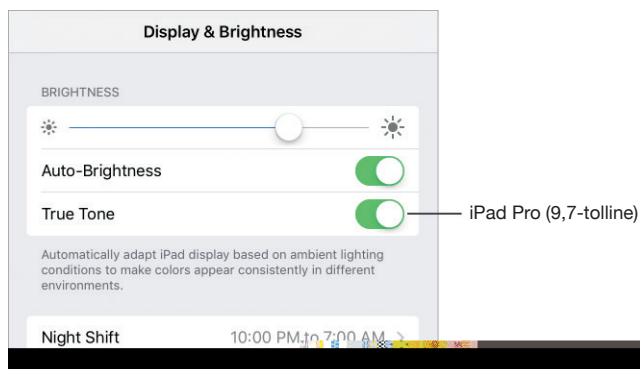 Display & Brightness
BRIGHTNESS
Auto-Brightness
True Tone
iPad Pro (9,7-tolline)
Automatically adapt iPad display based on ambient lighting
conditions to make colors appear consistently in different
environments.
Night Shift 10:00 PM to 7:00 AM